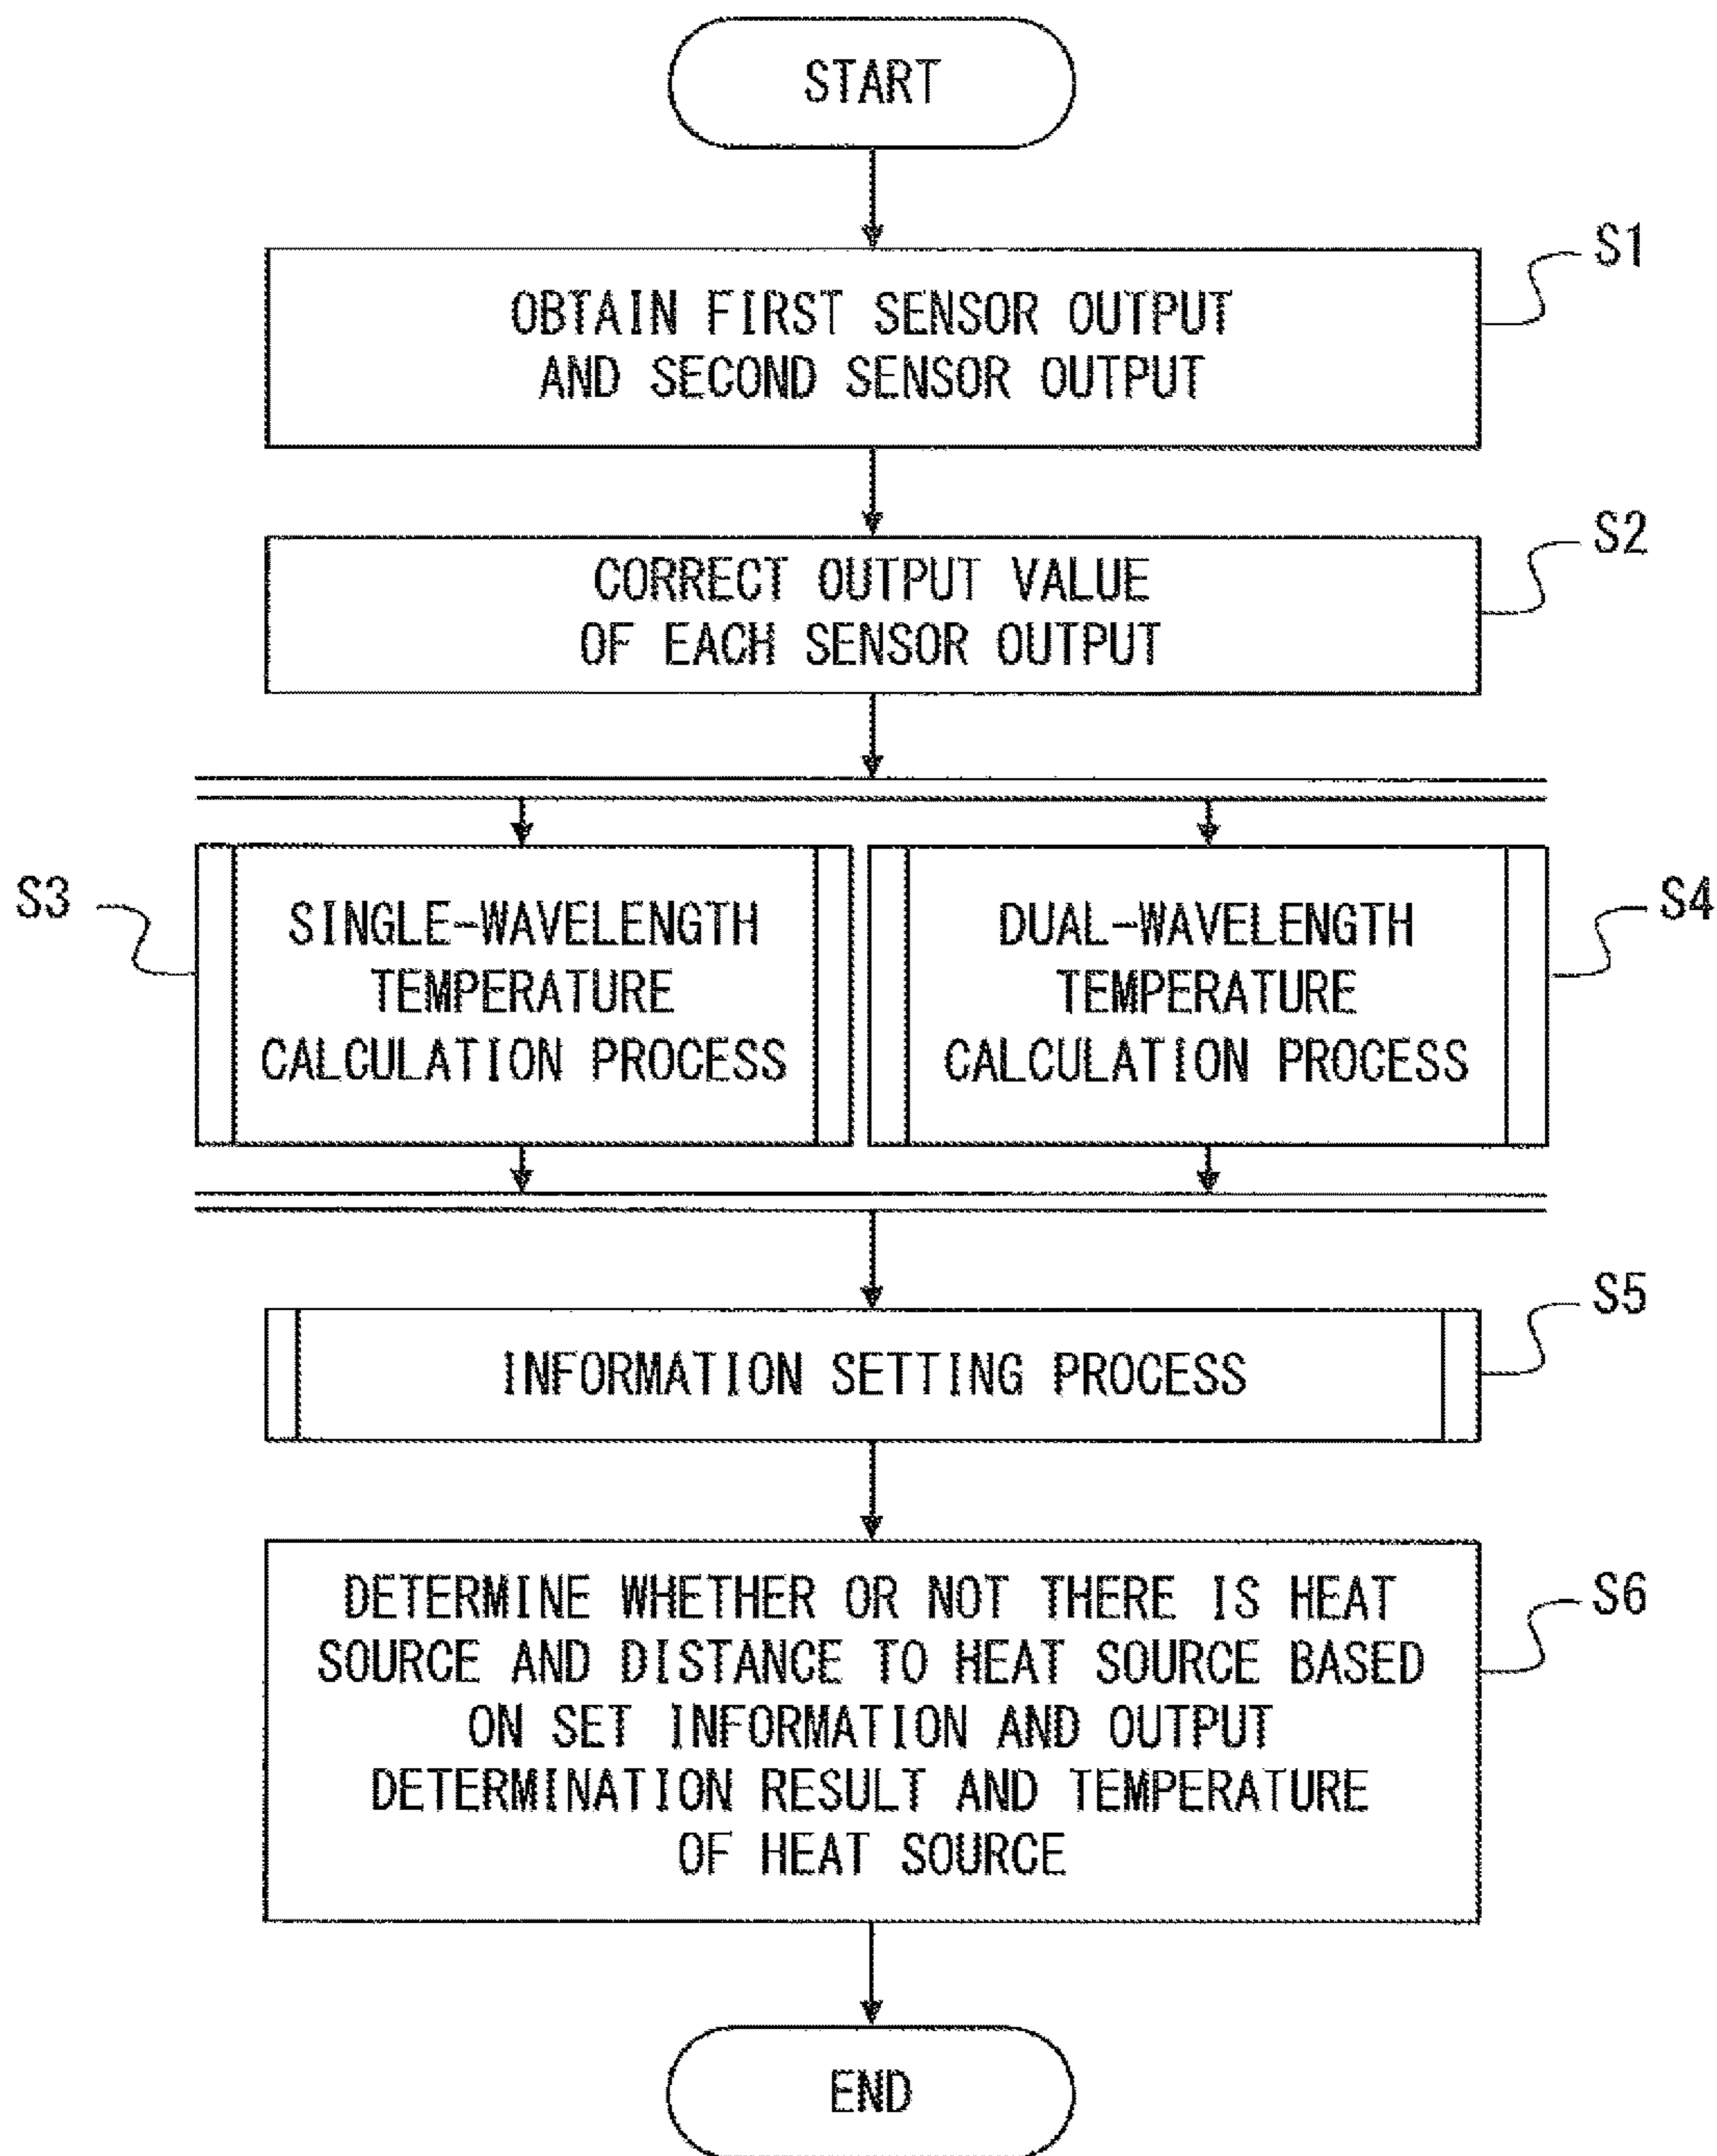 START
OBTAIN FIRST SENSOR OUTPUT
AND SECOND SENSOR OUTPUT
S1
CORRECT OUTPUT VALUE
OF EACH SENSOR OUTPUT
S2
S3
SINGLE-WAVELENGTH
TEMPERATURE
CALCULATION PROCESS
DUAL-WAVELENGTH
TEMPERATURE
CALCULATION PROCESS
S4
INFORMATION SETTING PROCESS
S5
DETERMINE WHETHER OR NOT THERE IS HEAT
SOURCE AND DISTANCE TO HEAT SOURCE BASED
ON SET INFORMATION AND OUTPUT
DETERMINATION RESULT AND TEMPERATURE
OF HEAT SOURCE
S6
END